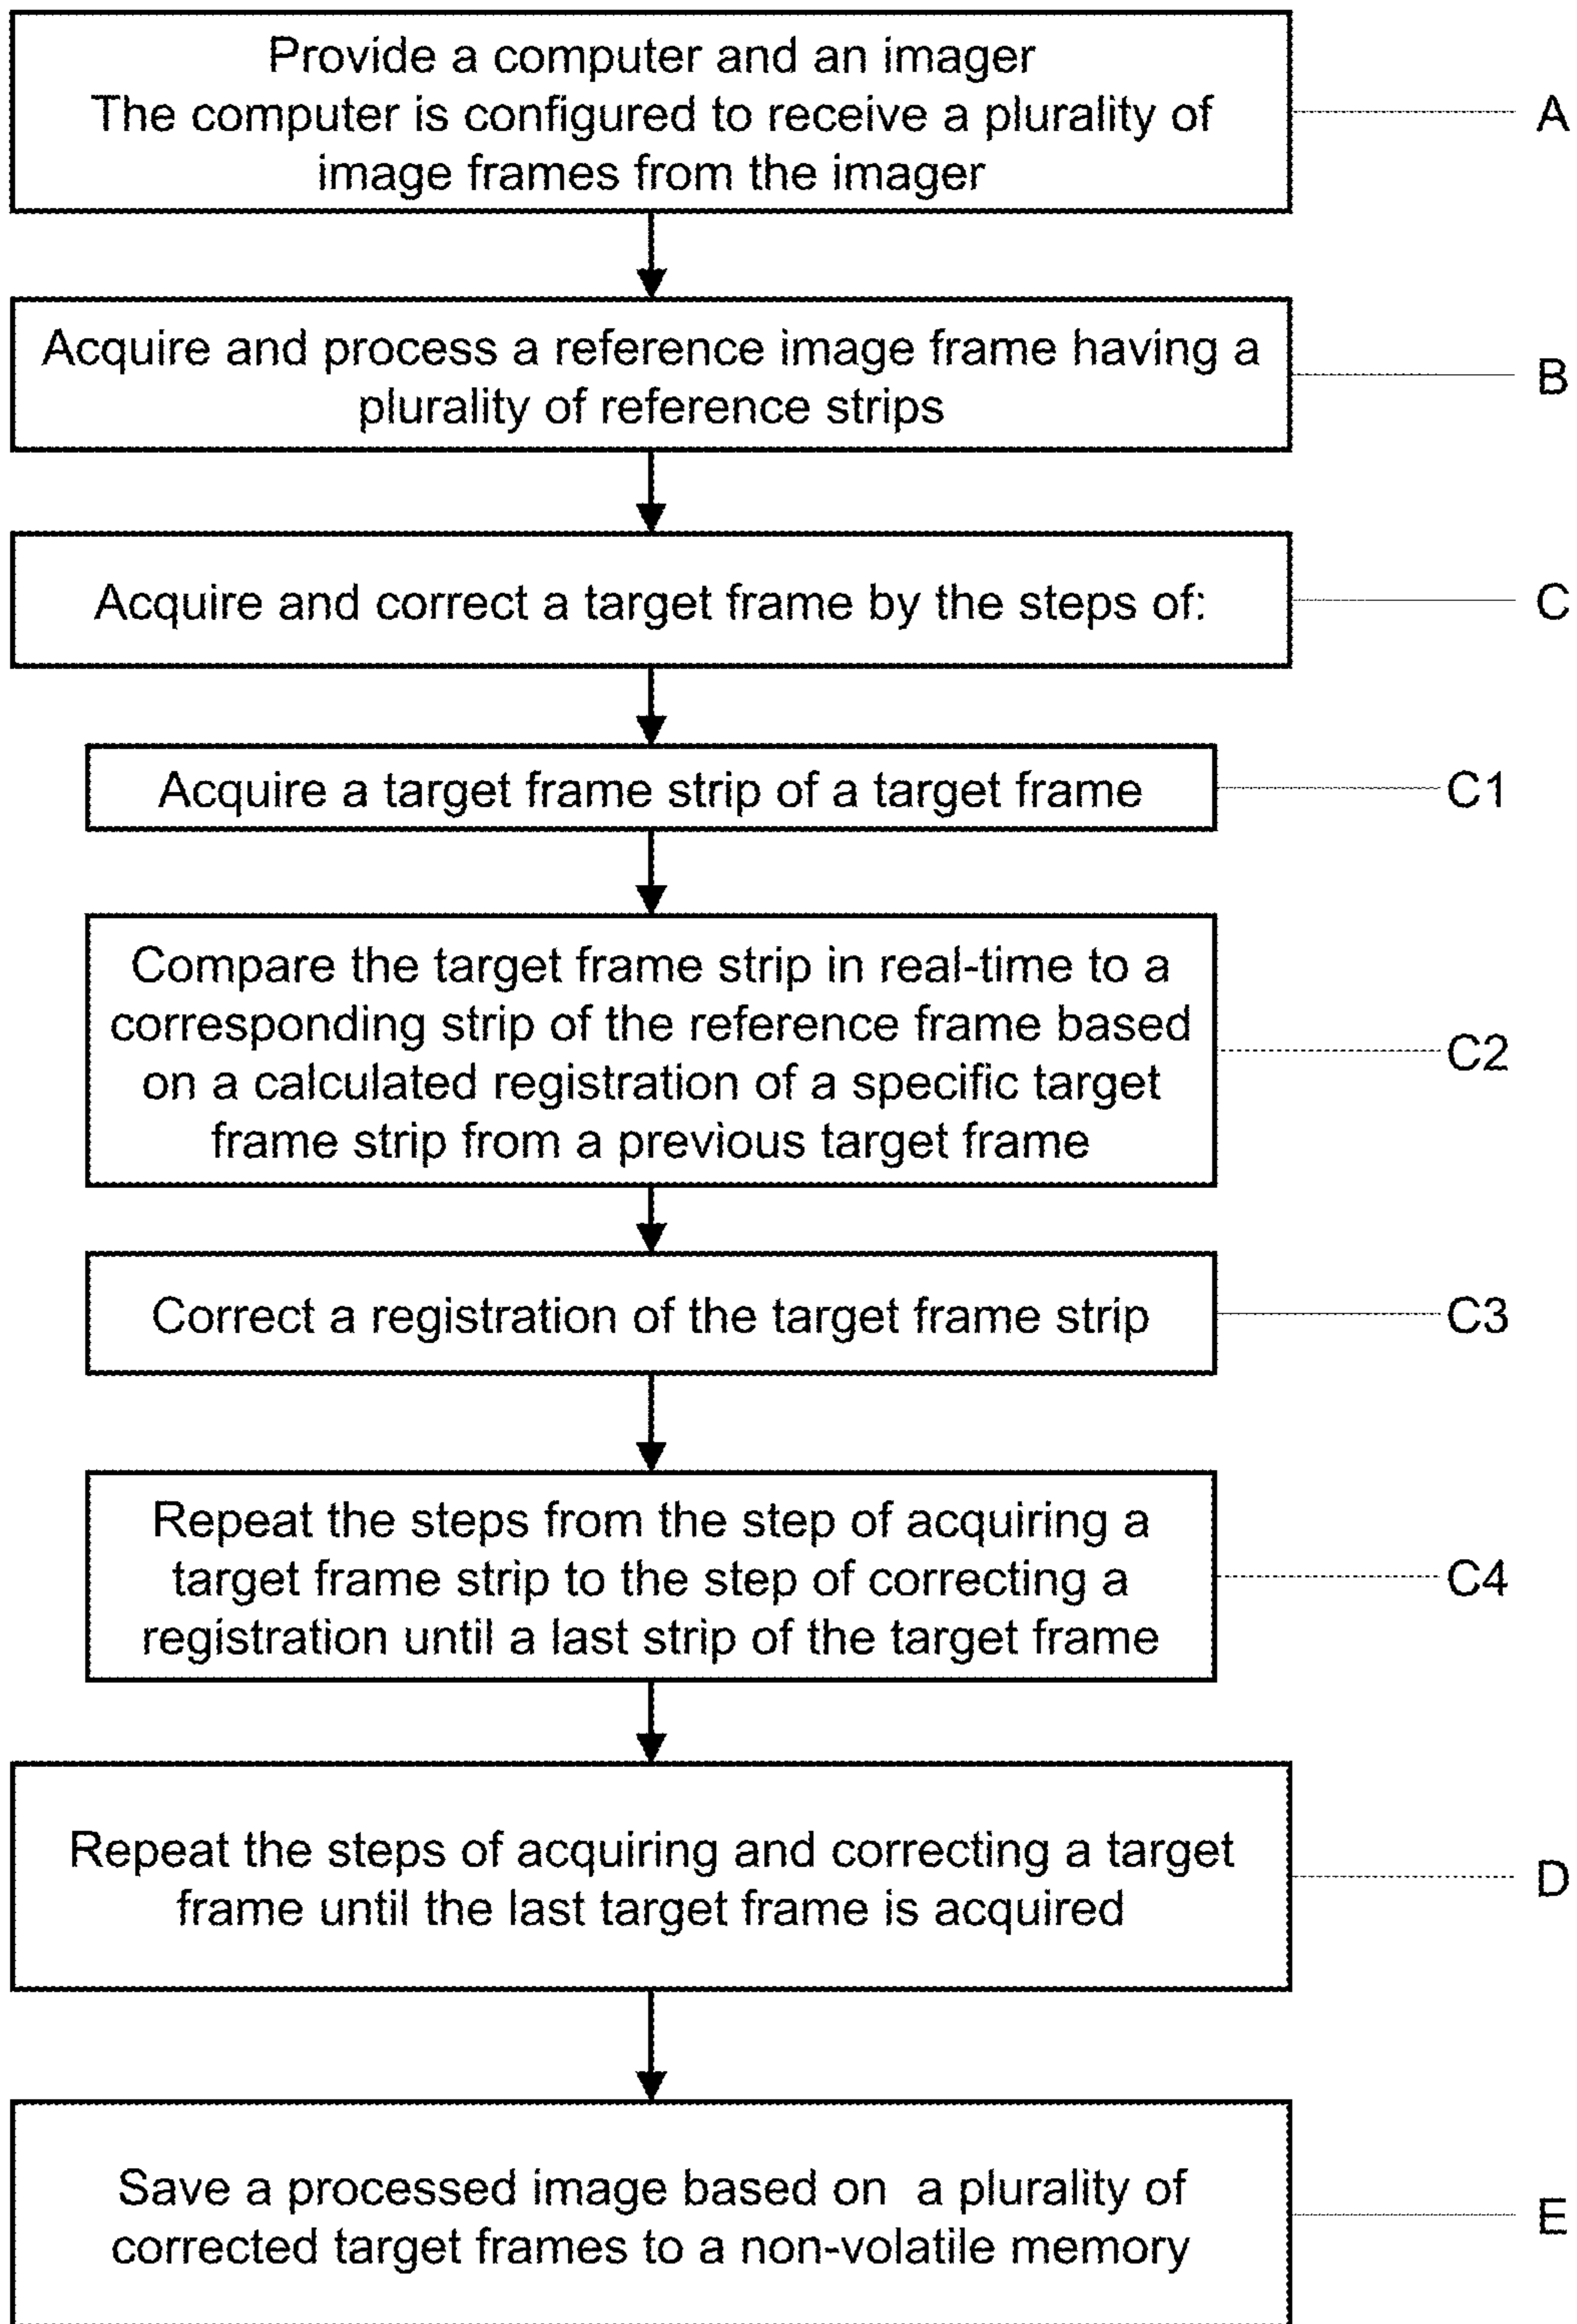 Provide a computer and an imager
The computer is configured to receive a plurality of
image frames from the imager
A
Acquire and process a reference image frame having a
plurality of reference strips
B
Acquire and correct a target frame by the steps of:
C
Acquire a target frame strip of a target frame
C1
Compare the target frame strip in real-time to a
corresponding strip of the reference frame based
on a calculated registration of a specific target
frame strip from a previous target frame
C2
Correct a registration of the target frame strip
C3
Repeat the steps from the step of acquiring a
target frame strip to the step of correcting a
registration until a last strip of the target frame
C4
Repeat the steps of acquiring and correcting a target
frame until the last target frame is acquired
D
Save a processed image based on  a plurality of
corrected target frames to a non-volatile memory
E